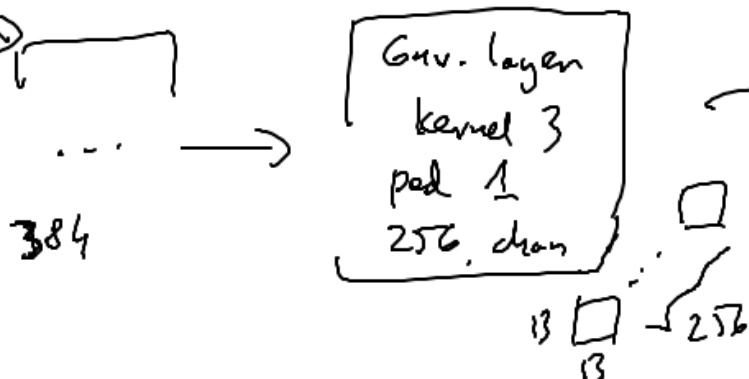 Conv. layer
kernel 3
pad 1
256 chan
...
384
13
13
256